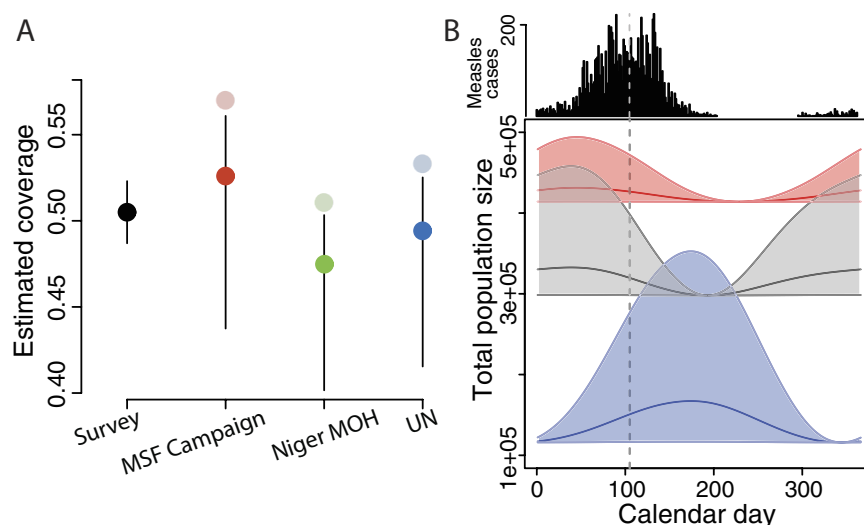 A
Estimated coverage
0.55
0.50
0.45
0.40
Survey
MSF Campaign
Niger MOH
UN
B
Measles
cases
200
Total population size
5e+05
3e+05
1e+05
0
100
200
300
Calendar day